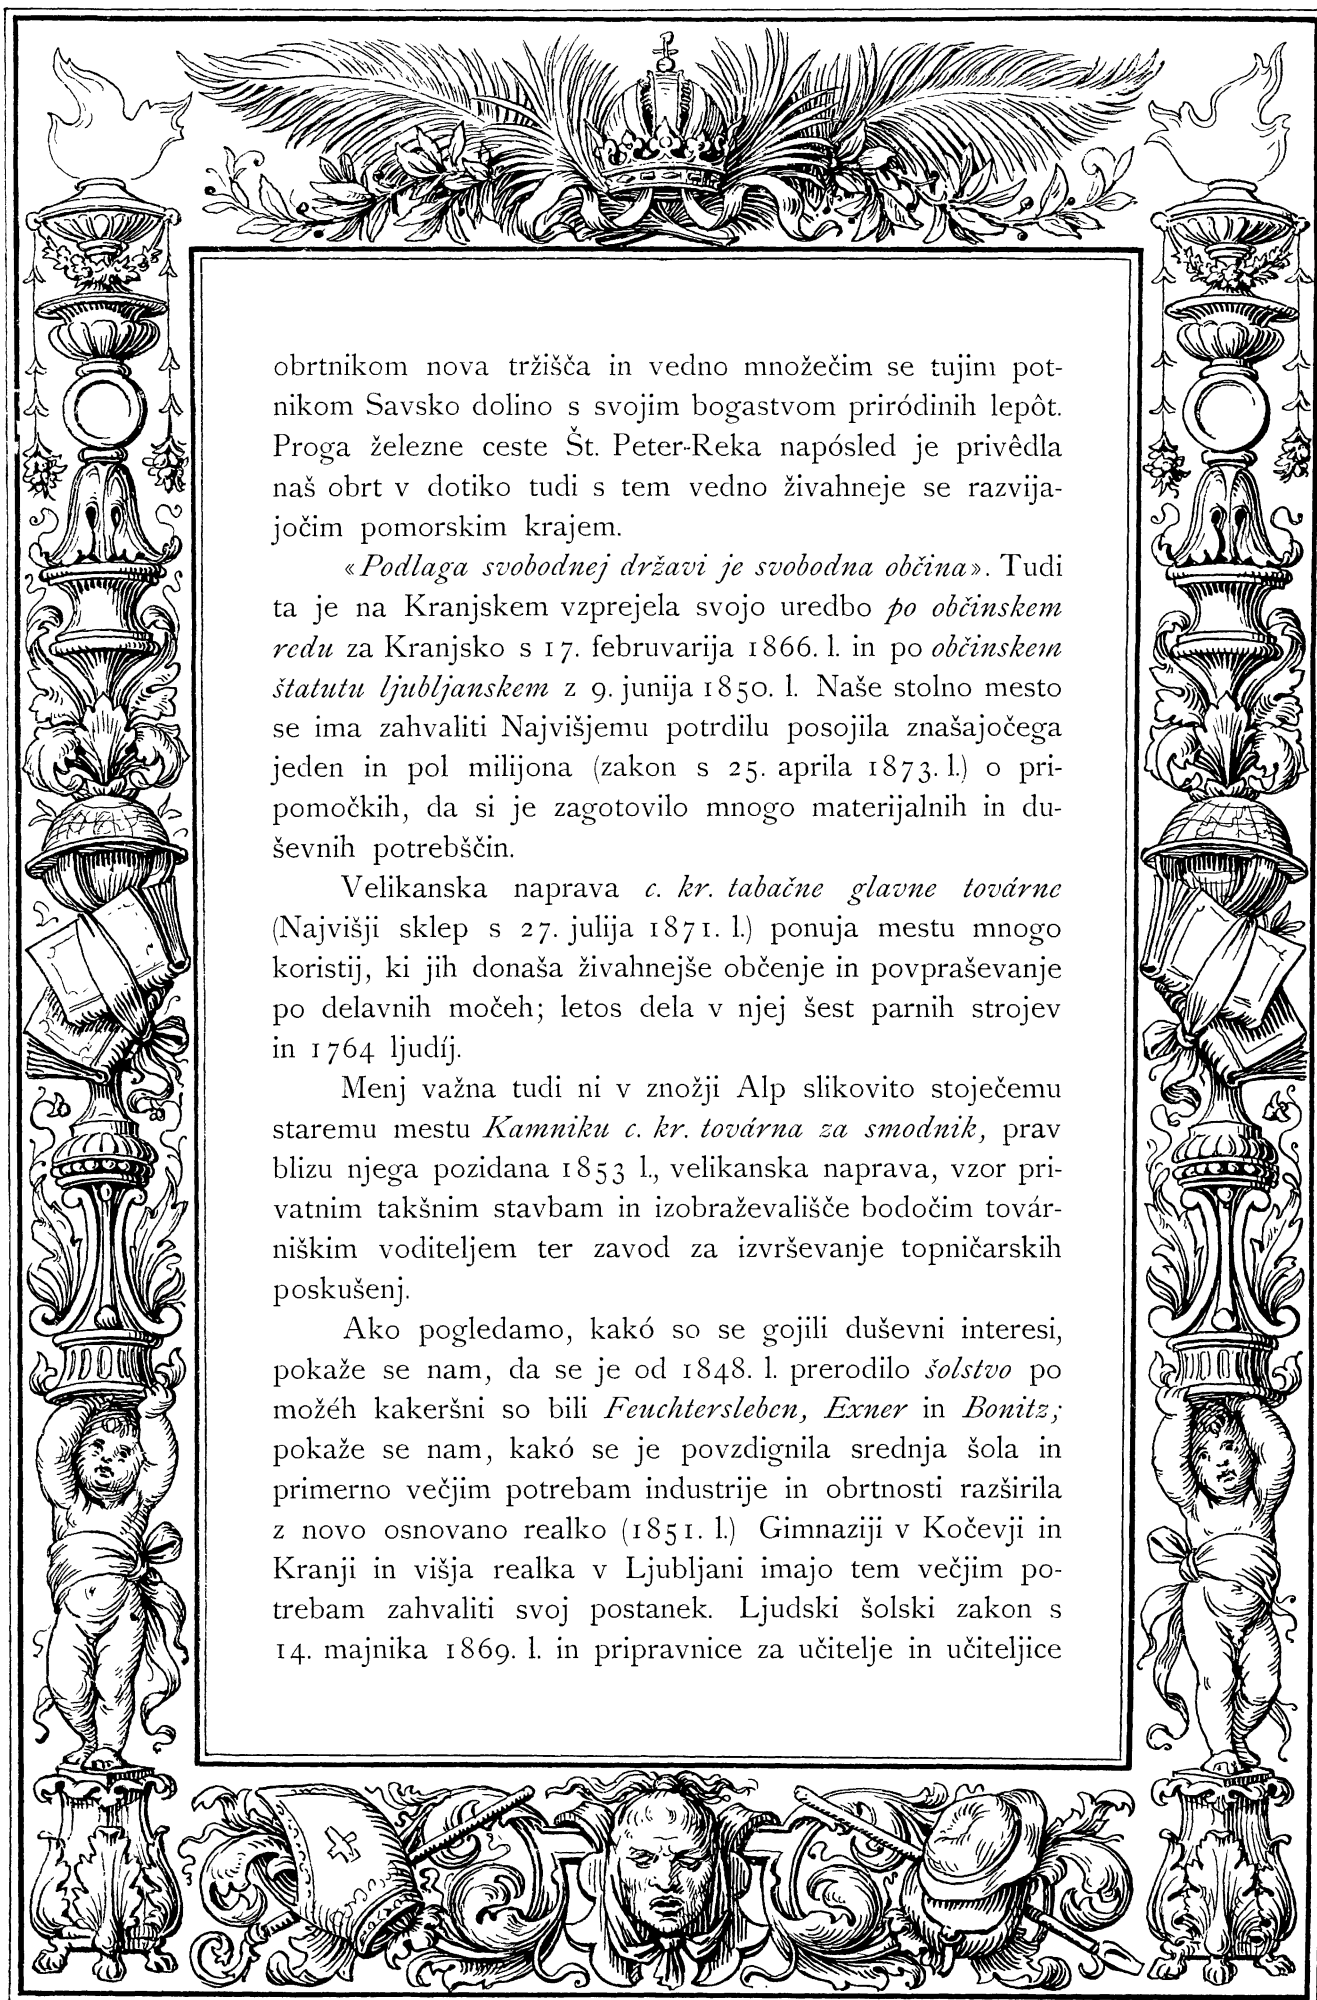 obrtnikom nova tržišča in vedno množečim se tujim pot-
nikom Savsko dolino s svojim bogastvom priródinih lepôt.
Proga železne ceste Št. Peter-Reka napósled je privêdla
naš obrt v dotiko tudi s tem vedno živahneje se razvija-
jočim pomorskim krajem.
«Podlaga svobodnej državi je svobodna občina». Tudi
ta je na Kranjskem vzprejela svojo uredbo po občinskem
redu za Kranjsko s 17. februvarija 1866. l. in po občinskem
štatutu ljubljanskem z 9. junija 1850. l. Naše stolno mesto
se ima zahvaliti Najvišjemu potrdilu posojila znašajočega
jeden in pol milijona (zakon s 25. aprila 1873. l.) o pri-
pomočkih, da si je zagotovilo mnogo materijalnih in du-
ševnih potrebščin.
Velikanska naprava c. kr. tabačne glavne továrne
(Najvišji sklep s 27. julija 1871. l.) ponuja mestu mnogo
koristij, ki jih donaša živahnejše občenje in povpraševanje
po delavnih močeh; letos dela v njej šest parnih strojev
in 1764 ljudíj.
Menj važna tudi ni v znožji Alp slikovito stoječemu
staremu mestu Kamniku c. kr. továrna za smodnik, prav
blizu njega pozidana 1853 l., velikanska naprava, vzor pri-
vatnim takšnim stavbam in izobraževališče bodočim továr-
niškim voditeljem ter zavod za izvrševanje topničarskih
poskušenj.
Ako pogledamo, kakó so se gojili duševni interesi,
pokaže se nam, da se je od 1848. l. prerodilo šolstvo po
možéh kakeršni so bili Feuchtersleben, Exner in Bonitz;
pokaže se nam, kakó se je povzdignila srednja šola in
primerno večjim potrebam industrije in obrtnosti razširila
z novo osnovano realko (1851. l.) Gimnaziji v Kočevji in
Kranji in višja realka v Ljubljani imajo tem večjim po-
trebam zahvaliti svoj postanek. Ljudski šolski zakon s
14. majnika 1869. l. in pripravnice za učitelje in učiteljice